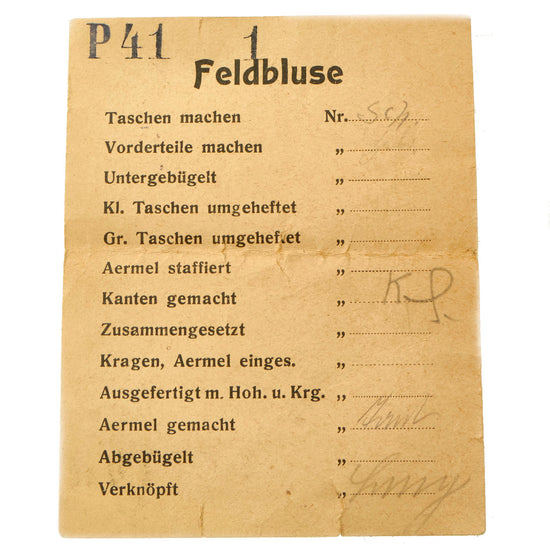 P 41 1
Feldbluse
Taschen machen Nr.
Vorderteile machen „
Untergebügelt „
Kl. Taschen umgeheftet „
Gr. Taschen umgeheftet „
Aermel staffiert „
Kanten gemacht „ K.
Zusammengesetzt „
Kragen, Aermel einges. „
Ausgefertigt m. Hoh. u. Krg. „
Aermel gemacht „
Abgebügelt „
Verknöpft „